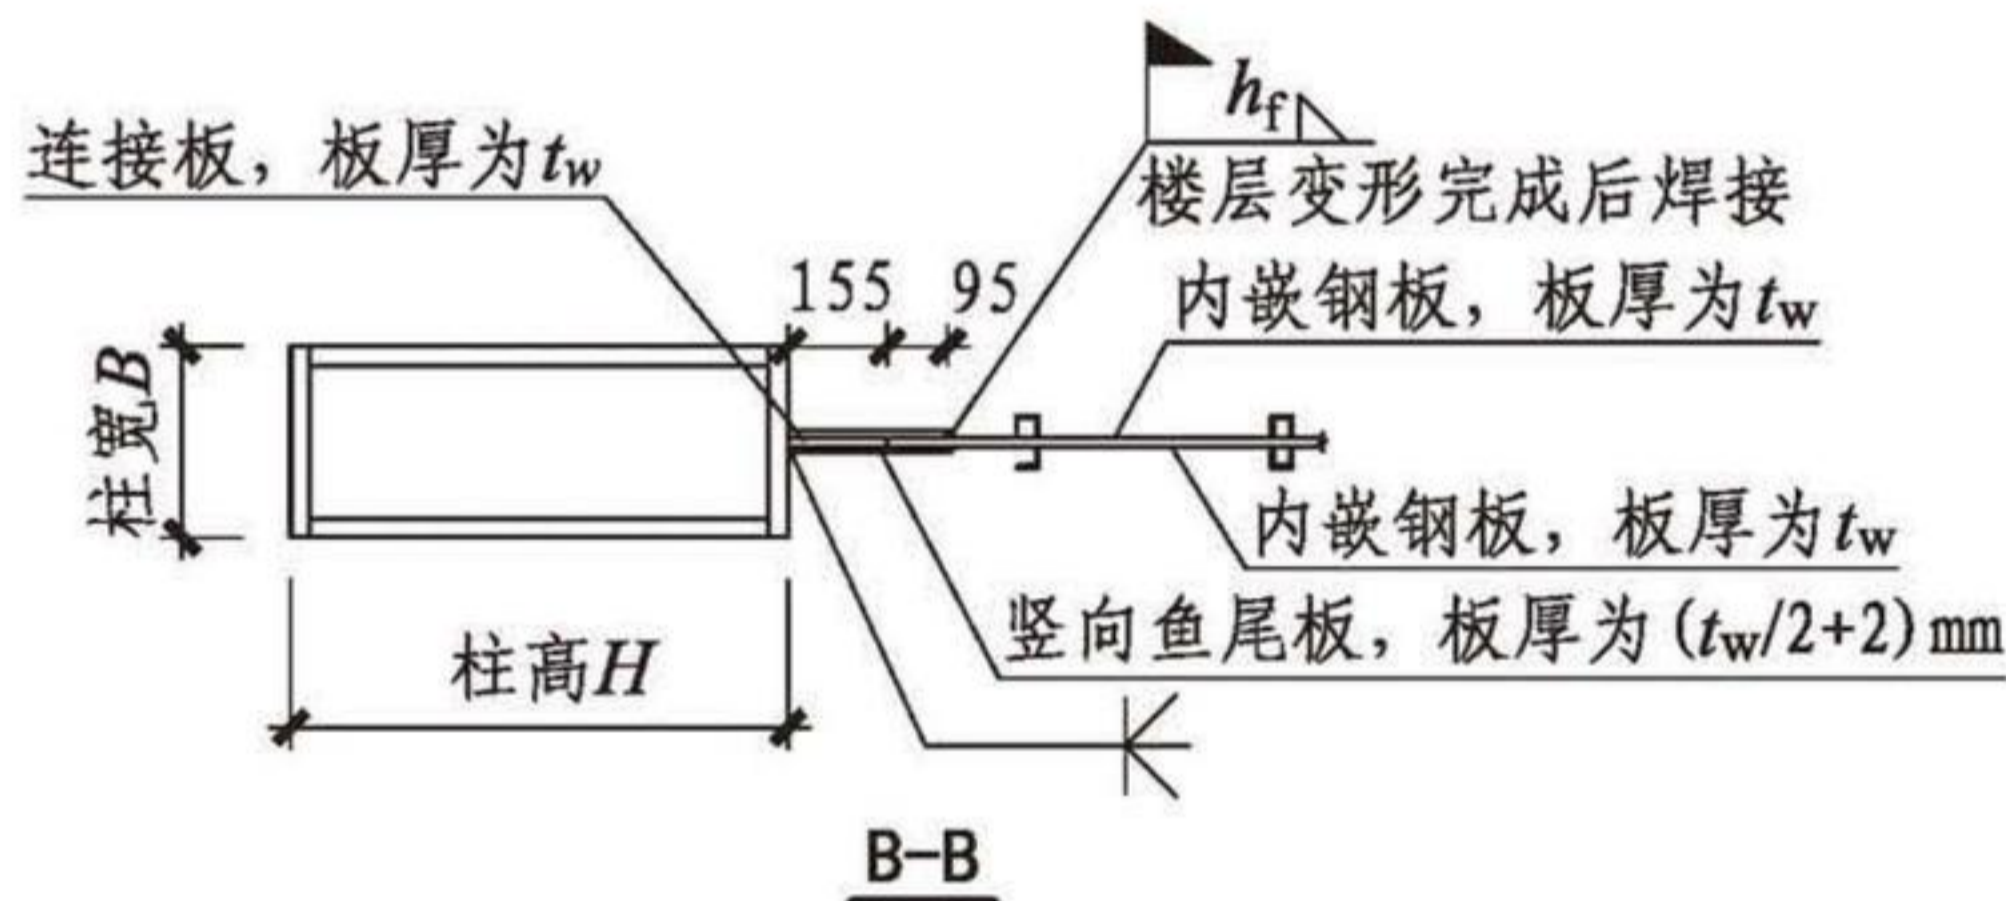 h_f
连接板，板厚为t_w
楼层变形完成后焊接
155 95
内嵌钢板，板厚为t_w
柱宽B
内嵌钢板，板厚为t_w
竖向鱼尾板，板厚为(t_w/2+2)mm
柱高H
B-B